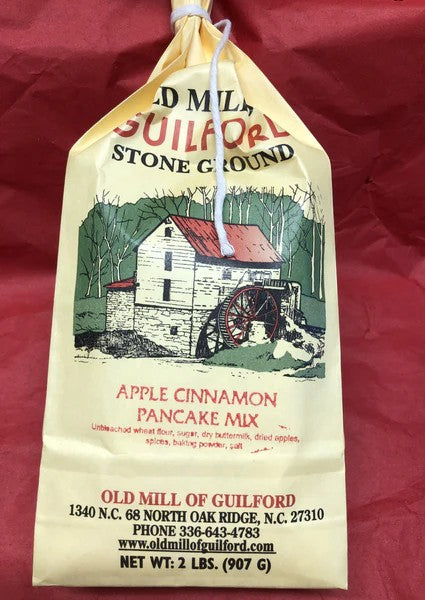 OLD MILL
GUILFORD
STONE GROUND
APPLE CINNAMON
PANCAKE MIX
Unbleached wheat flour, sugar, dry buttermilk, dried apples,
spices, baking powder, salt
OLD MILL OF GUILFORD
1340 N.C. 68 NORTH OAK RIDGE, N.C. 27310
PHONE 336-643-4783
www.oldmillofguilford.com
NET WT: 2 LBS. (907 G)